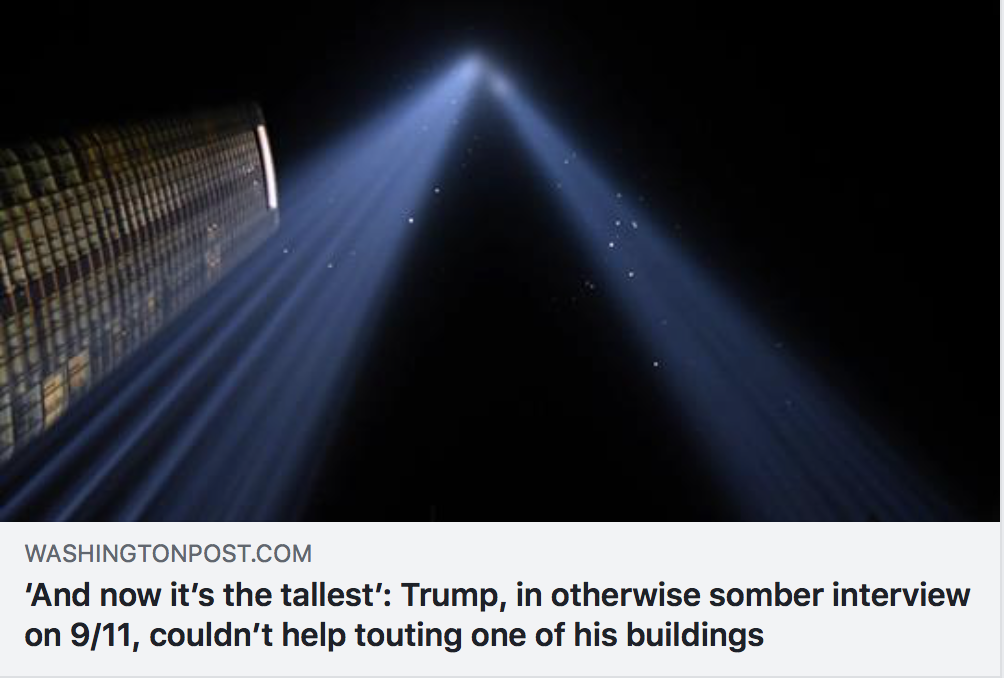 WASHINGTONPOST.COM
‘And now it’s the tallest’: Trump, in otherwise somber interview
on 9/11, couldn’t help touting one of his buildings